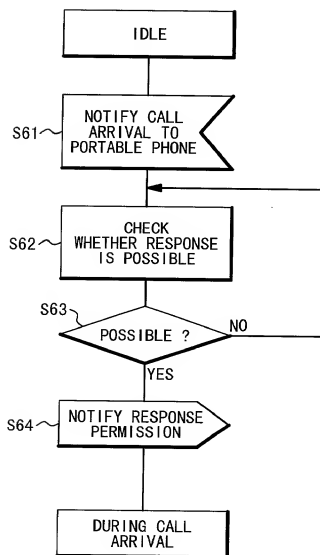 IDLE
S61
NOTIFY CALL
ARRIVAL TO
PORTABLE PHONE
S62
CHECK
WHETHER RESPONSE
IS POSSIBLE
S63
POSSIBLE ?
NO
YES
S64
NOTIFY RESPONSE
PERMISSION
DURING CALL
ARRIVAL